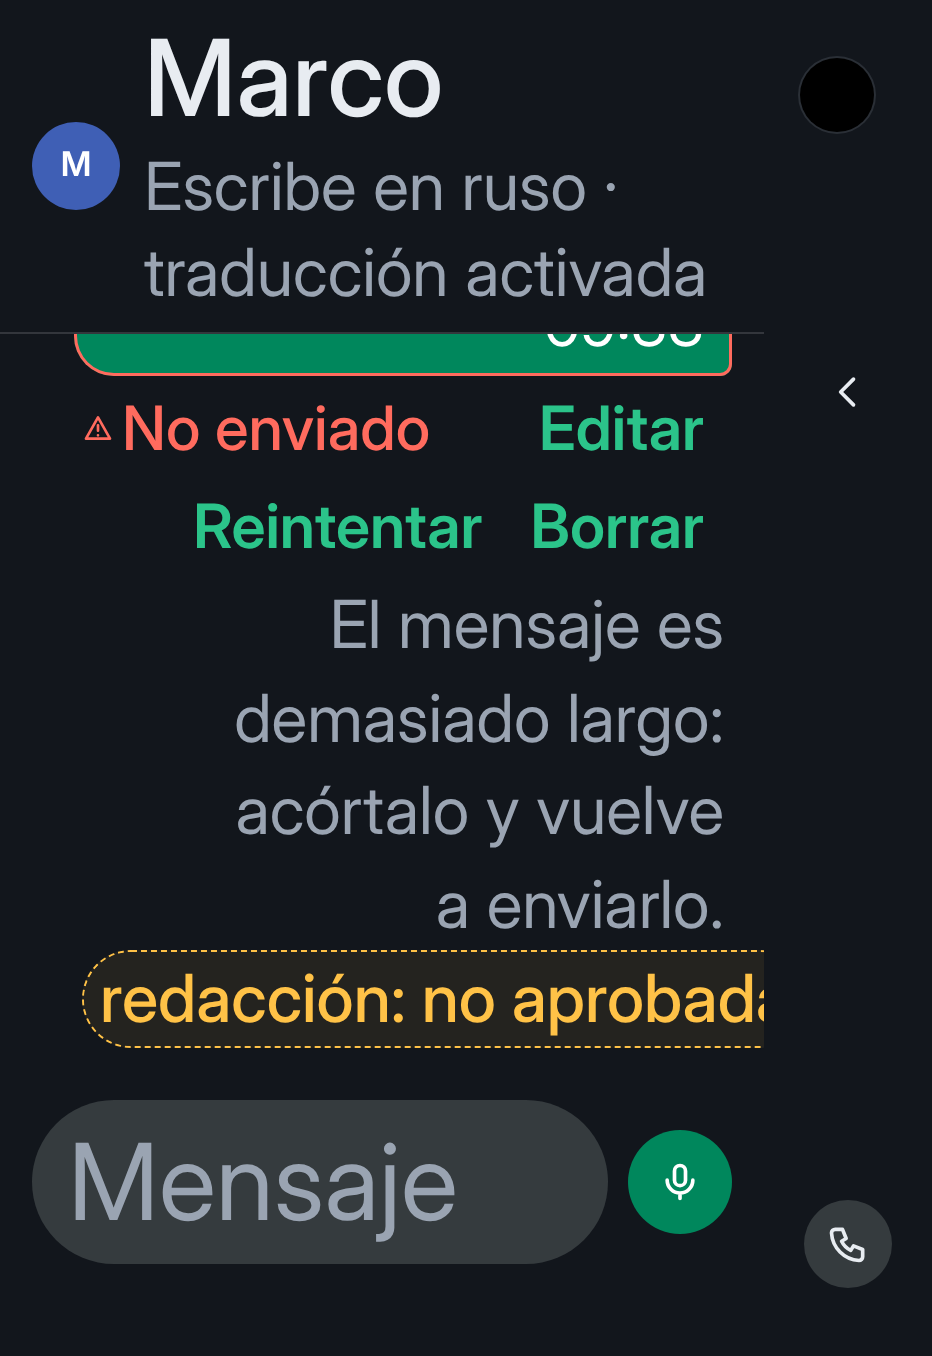 Marco
M
Escribe en ruso ·
traducción activada
No enviado
Editar
Reintentar
Borrar
El mensaje es
demasiado largo:
acórtalo y vuelve
a enviarlo.
redacción: no aprobada
Mensaje